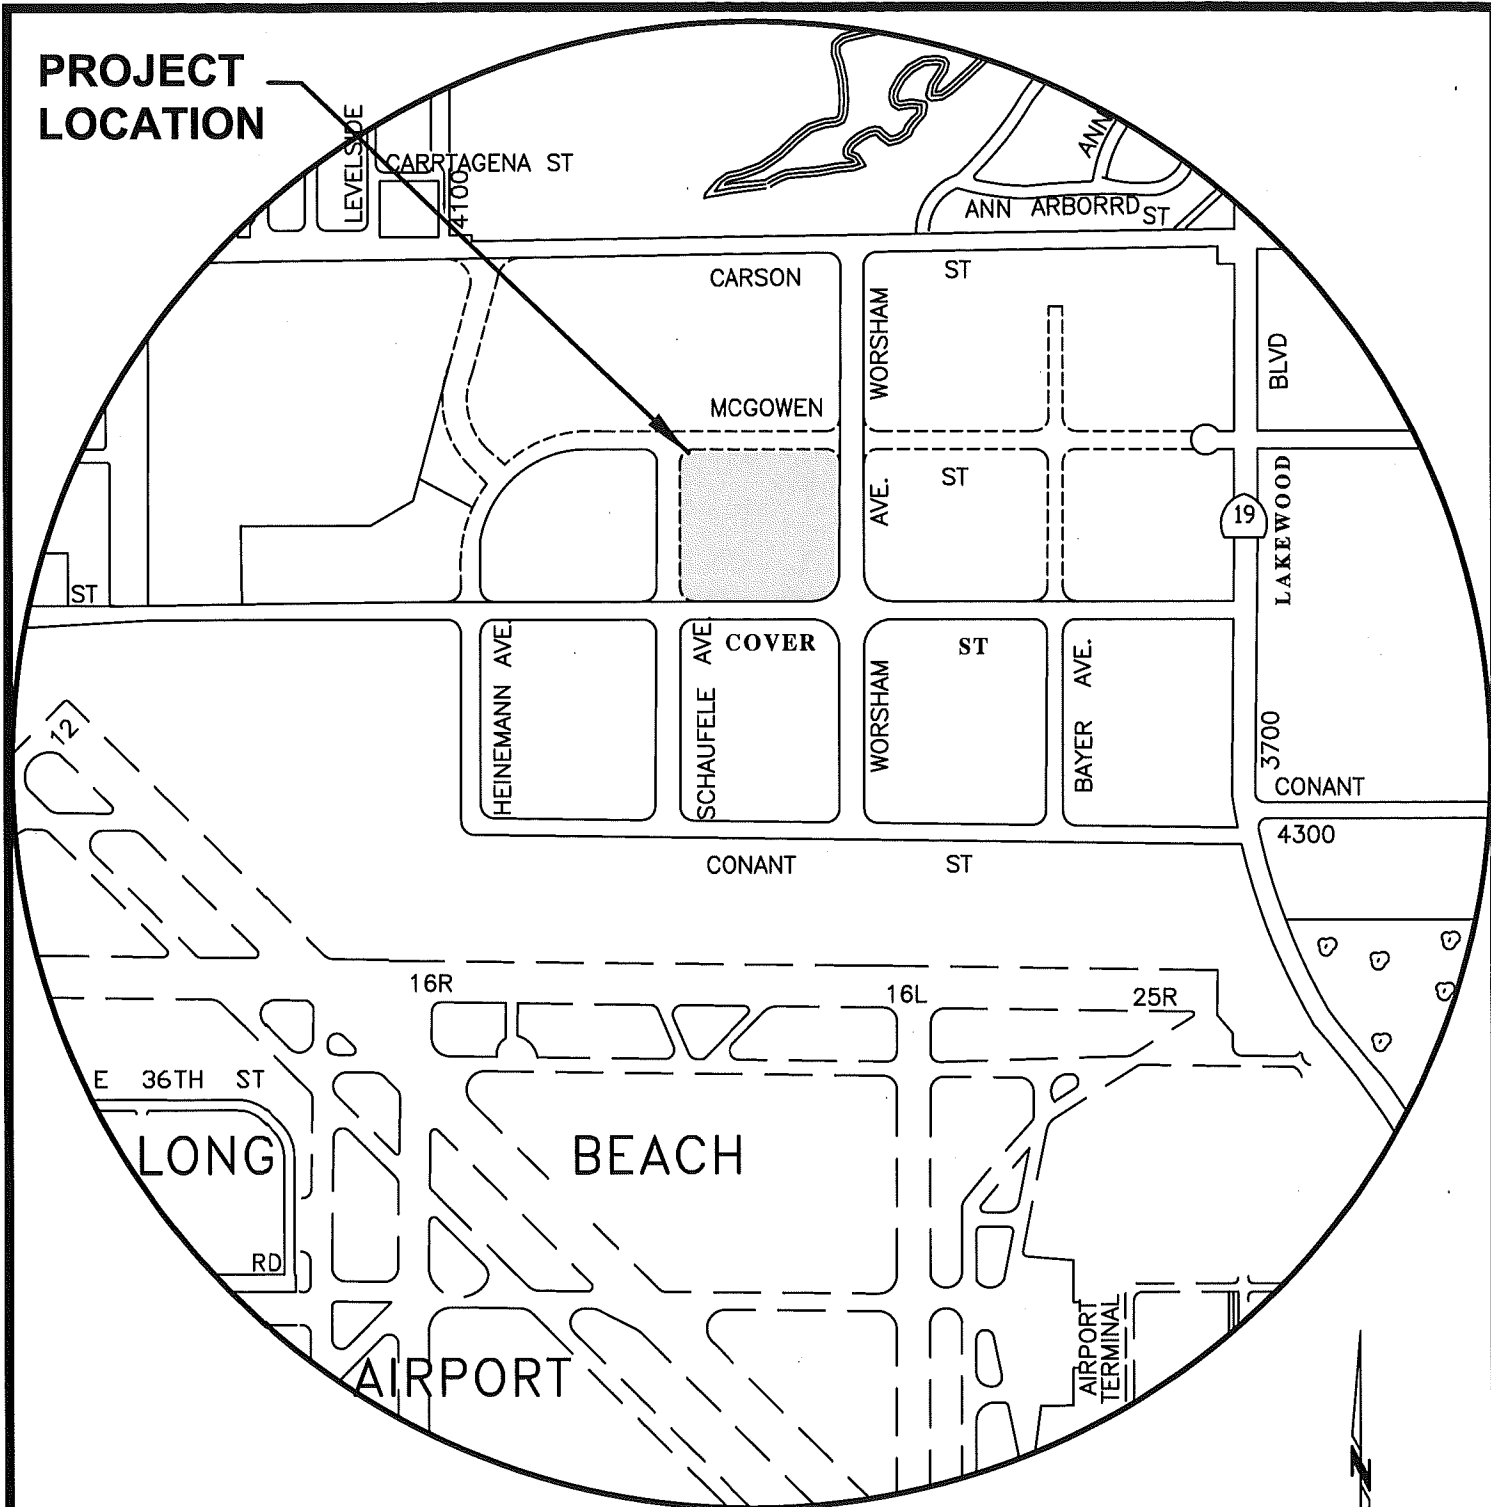 PROJECT
LOCATION
LEVELSIDE
CARRTAGENA ST
4100
ANN
ANN ARBORRD ST
CARSON ST
WORSHAM
BLVD
MCGOWEN
AVE.
ST
19
LAKEWOOD
ST
HEINEMANN AVE.
SCHAUFELE AVE.
COVER ST
WORSHAM
BAYER AVE.
3700
12
CONANT
4300
CONANT ST
16R
16L
25R
E 36TH ST
LONG BEACH
RD
AIRPORT
AIRPORT
TERMINAL
N